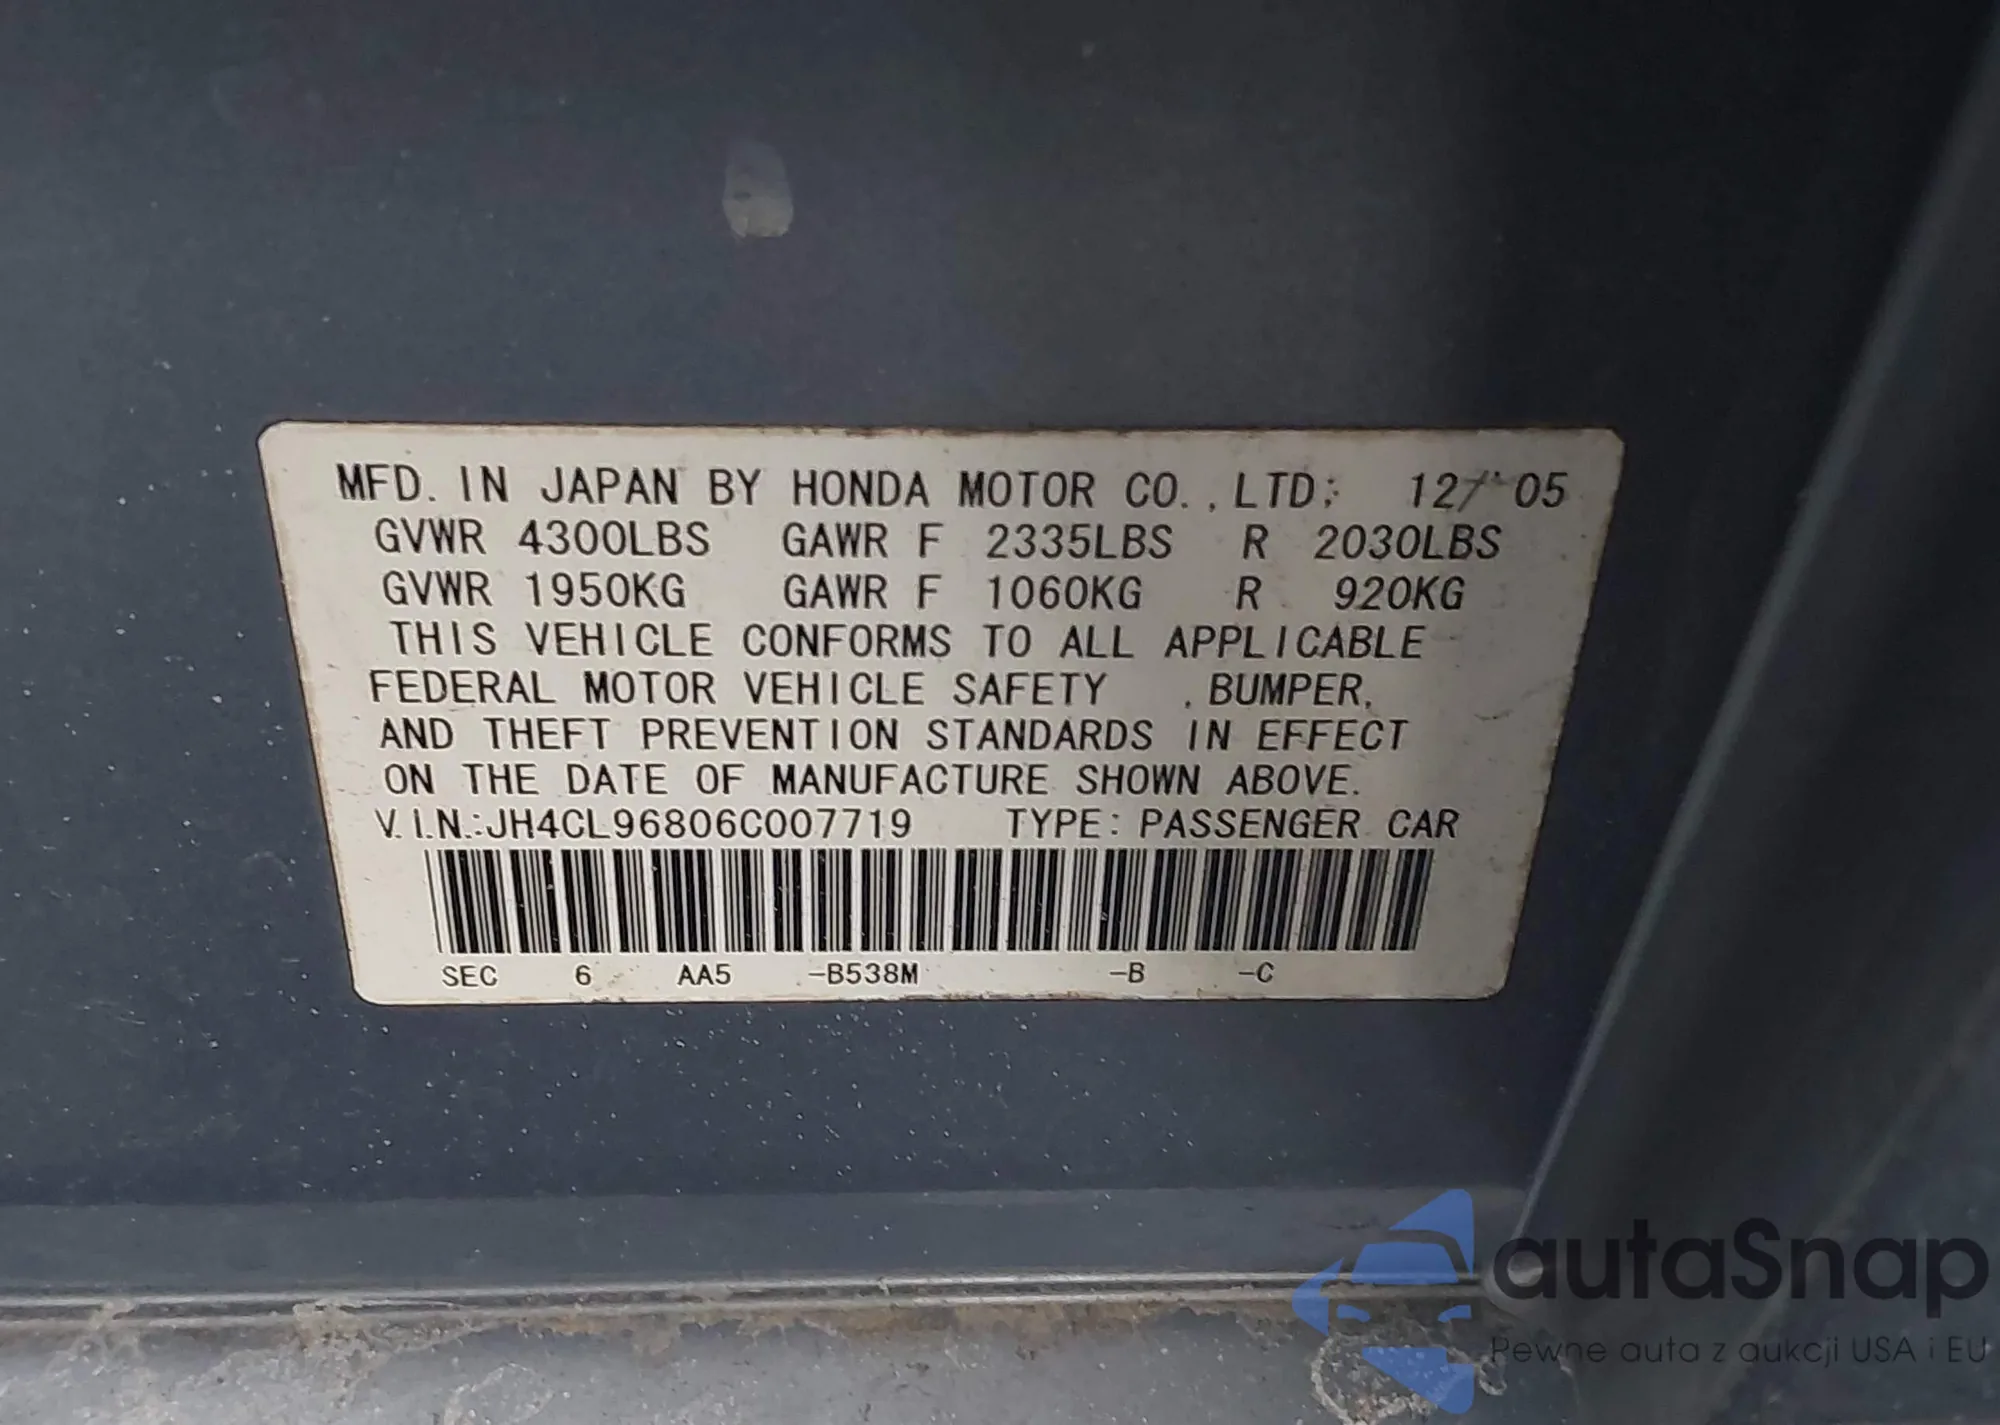 MFD. IN JAPAN BY HONDA MOTOR CO., LTD. 12/05
GVWR 4300LBS GAWR F 2335LBS R 2030LBS
GVWR 1950KG GAWR F 1060KG R 920KG
THIS VEHICLE CONFORMS TO ALL APPLICABLE
FEDERAL MOTOR VEHICLE SAFETY , BUMPER,
AND THEFT PREVENTION STANDARDS IN EFFECT
ON THE DATE OF MANUFACTURE SHOWN ABOVE.
V.I.N.:JH4CL96806C007719 TYPE: PASSENGER CAR
SEC 6 AA5 -B538M -B -C
autaSnap
Pewne auta z aukcji USA i EU